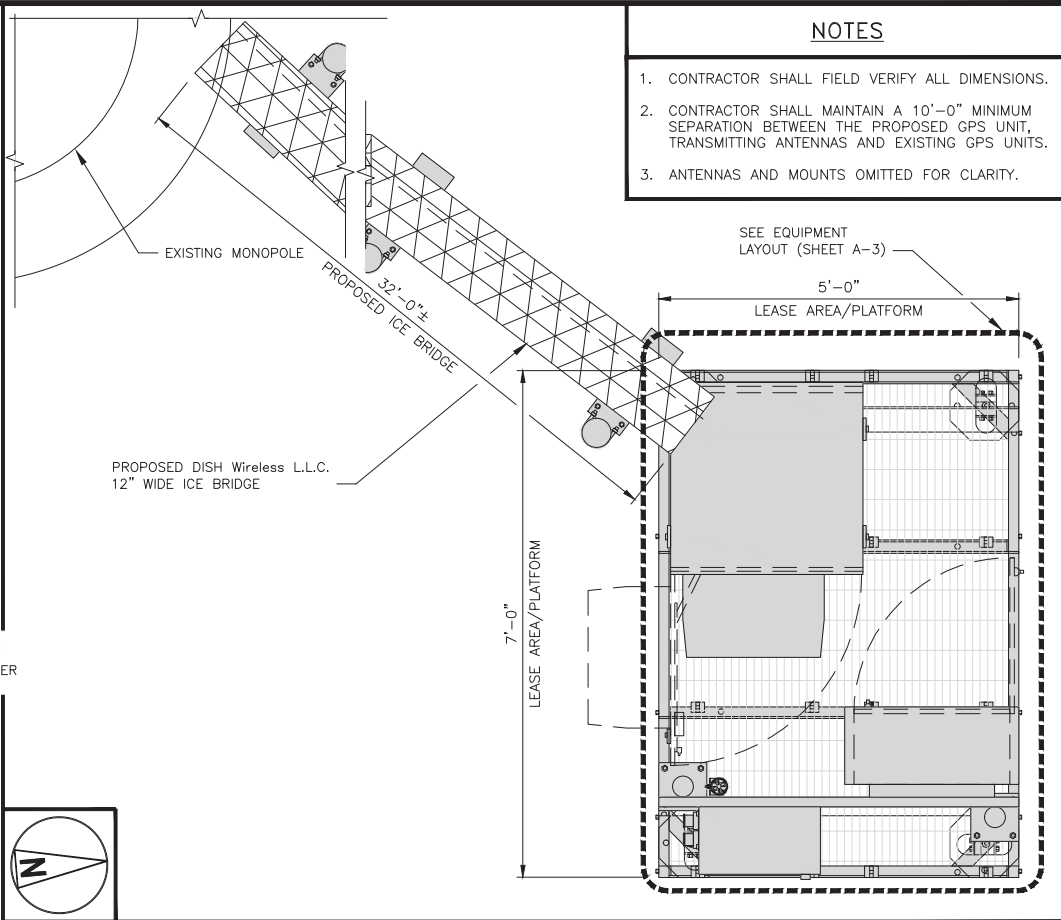 NOTES
1. CONTRACTOR SHALL FIELD VERIFY ALL DIMENSIONS.
2. CONTRACTOR SHALL MAINTAIN A 10'-0" MINIMUM
SEPARATION BETWEEN THE PROPOSED GPS UNIT,
TRANSMITTING ANTENNAS AND EXISTING GPS UNITS.
3. ANTENNAS AND MOUNTS OMITTED FOR CLARITY.
SEE EQUIPMENT
LAYOUT (SHEET A-3)
EXISTING MONOPOLE
32'-0"±
PROPOSED ICE BRIDGE
5'-0"
LEASE AREA/PLATFORM
PROPOSED DISH Wireless L.L.C.
12" WIDE ICE BRIDGE
7'-0"
LEASE AREA/PLATFORM
ER
N